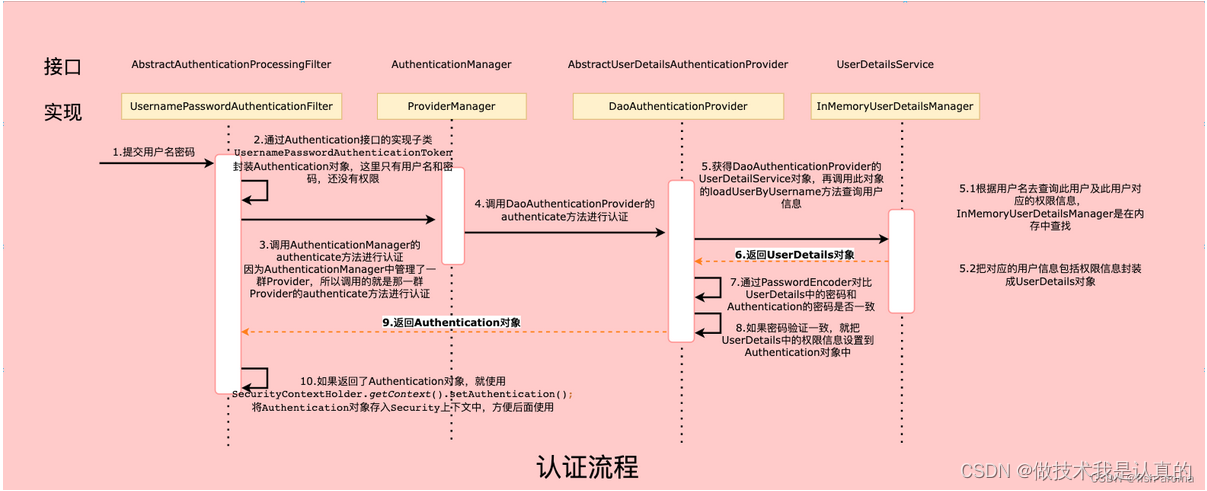 接口
AbstractAuthenticationProcessingFilter
AuthenticationManager
AbstractUserDetailsAuthenticationProvider
UserDetailsService
实现
UsernamePasswordAuthenticationFilter
ProviderManager
DaoAuthenticationProvider
InMemoryUserDetailsManager
1.提交用户名密码
2.通过Authentication接口的实现子类
UsernamePasswordAuthenticationToken
封装Authentication对象，这里只有用户名和密
码，还没有权限
3.调用AuthenticationManager的
authenticate方法进行认证
因为AuthenticationManager中管理了一
群Provider，所以调用的就是那一群
Provider的authenticate方法进行认证
4.调用DaoAuthenticationProvider的
authenticate方法进行认证
5.获得DaoAuthenticationProvider的
UserDetailService对象，再调用此对象
的loadUserByUsername方法查询用户
信息
5.1根据用户名去查询此用户及此用户对
应的权限信息，
InMemoryUserDetailsManager是在内
存中查找
5.2把对应的用户信息包括权限信息封装
成UserDetails对象
6.返回UserDetails对象
7.通过PasswordEncoder对比
UserDetails中的密码和
Authentication的密码是否一致
8.如果密码验证一致，就把
UserDetails中的权限信息设置到
Authentication对象中
9.返回Authentication对象
10.如果返回了Authentication对象，就使用
SecurityContextHolder.getContext().setAuthentication();
将Authentication对象存入Security上下文中，方便后面使用
认证流程
CSDN @做技术我是认真的